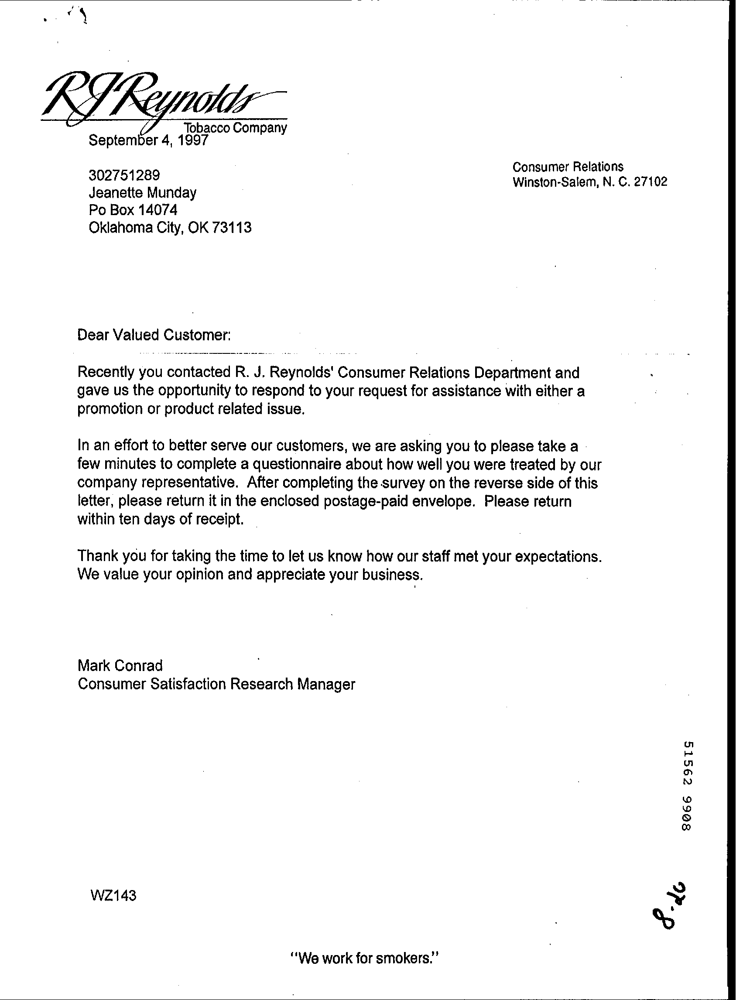 RJReynolds
Tobacco Company
September 4, 1997
302751289
Jeanette Munday
Po Box 14074
Oklahoma City, OK 73113
Consumer Relations
Winston-Salem, N. C. 27102
Dear Valued Customer:
Recently you contacted R. J. Reynolds' Consumer Relations Department and
gave us the opportunity to respond to your request for assistance with either a
promotion or product related issue.
In an effort to better serve our customers, we are asking you to please take a
few minutes to complete a questionnaire about how well you were treated by our
company representative.  After completing the survey on the reverse side of this
letter, please return it in the enclosed postage-paid envelope.  Please return
within ten days of receipt.
Thank you for taking the time to let us know how our staff met your expectations.
We value your opinion and appreciate your business.
Mark Conrad
Consumer Satisfaction Research Manager
51562 9908
WZ143
8-26
"We work for smokers."